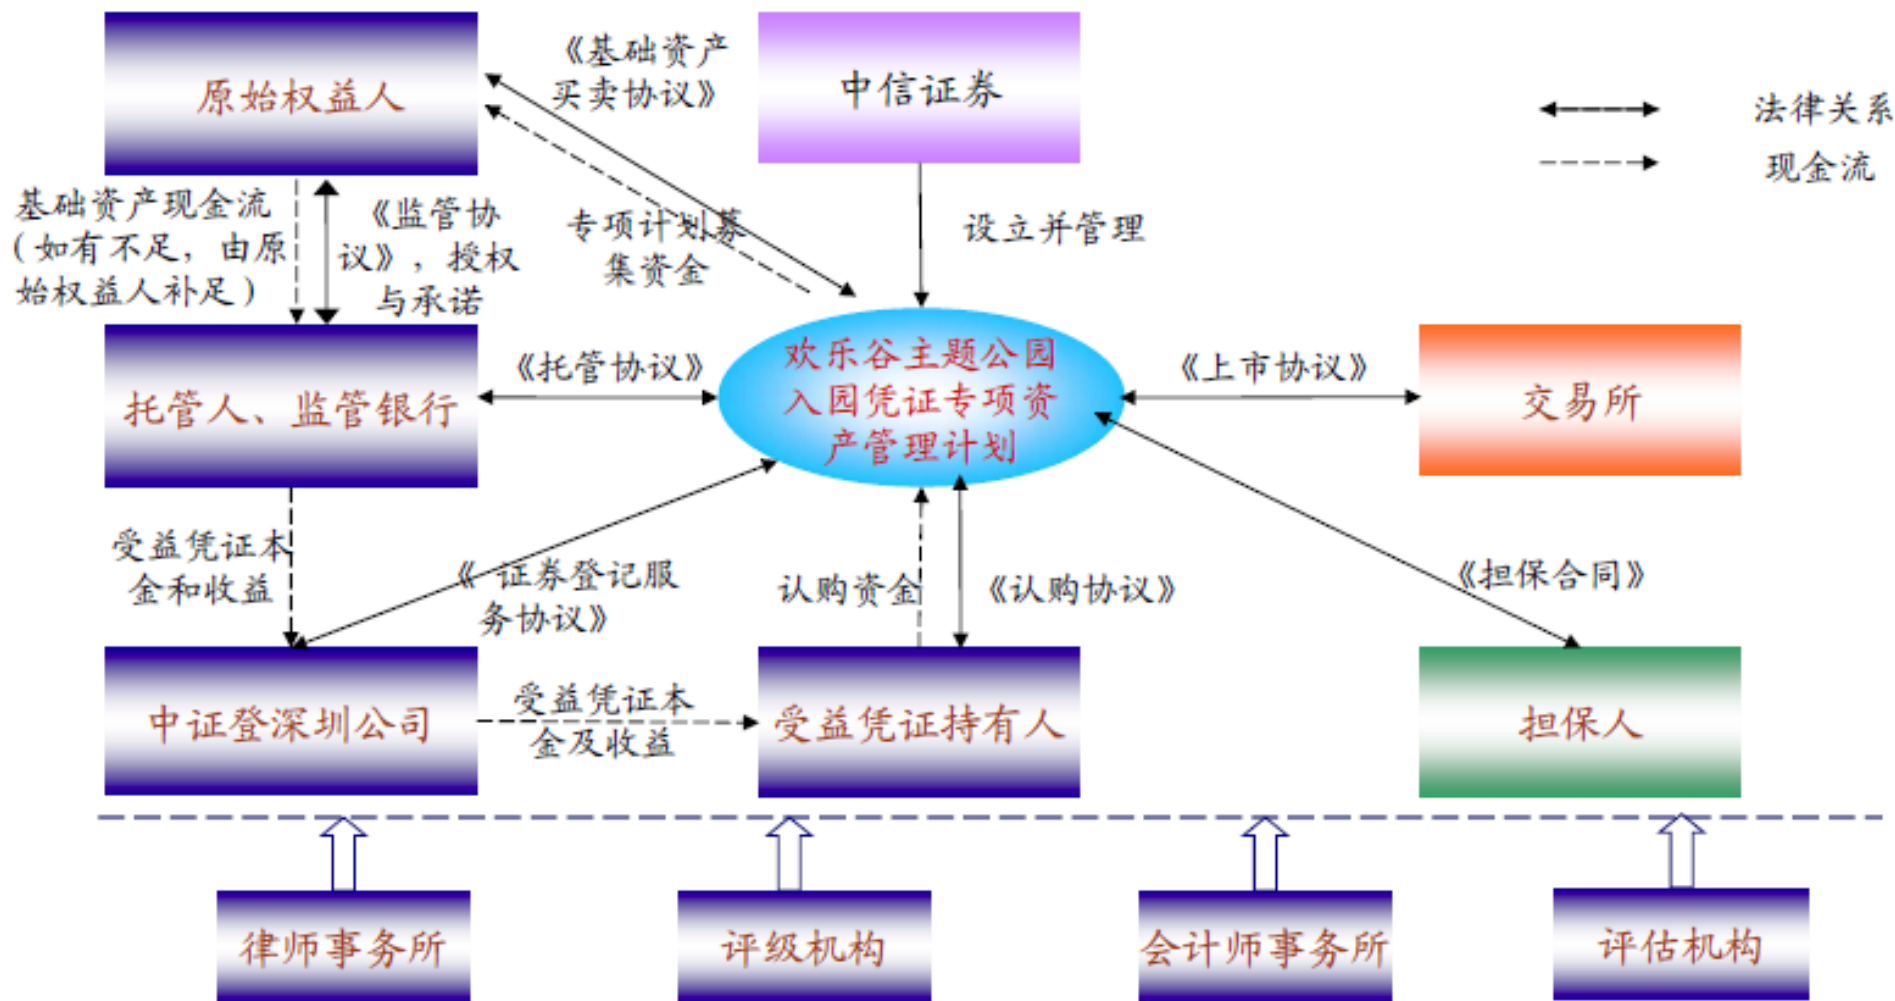 原始权益人
《基础资产
买卖协议》
中信证券
法律关系
现金流
基础资产现金流
（如有不足，由原
始权益人补足）
《监管协
议》，授权
与承诺
专项计划募
集资金
设立并管理
托管人、监管银行
《托管协议》
欢乐谷主题公园
入园凭证专项资
产管理计划
《上市协议》
交易所
受益凭证本
金和收益
《 证券登记服
务协议》
认购资金
《认购协议》
《担保合同》
中证登深圳公司
受益凭证本
金及收益
受益凭证持有人
担保人
律师事务所
评级机构
会计师事务所
评估机构